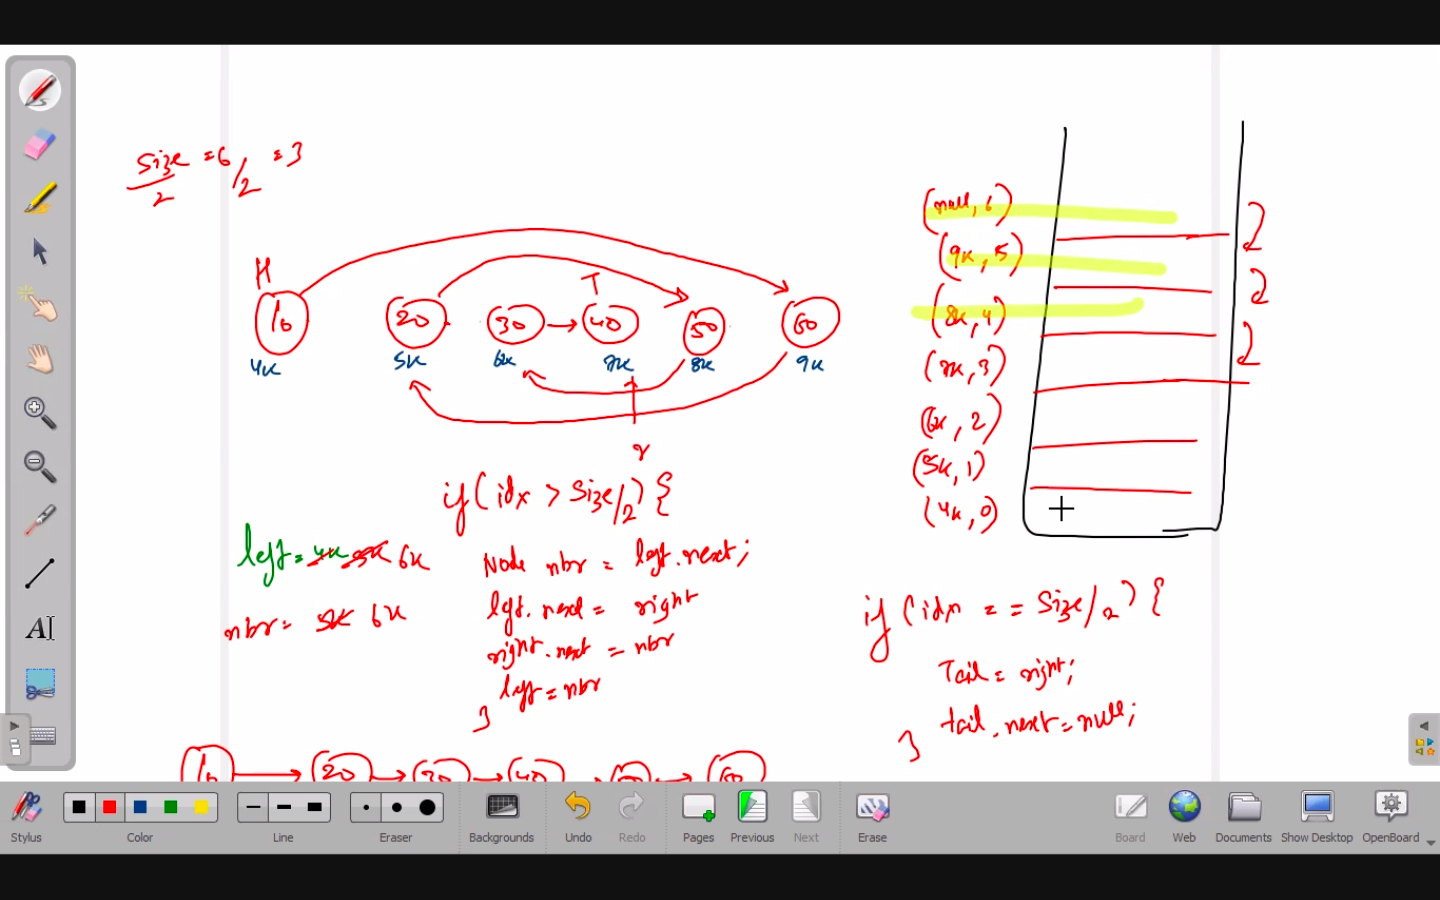 size = 6/2 = 3
2
H
T
10
20
30
40
50
60
4k
5k
6k
7k
8k
9k
r
(null, 6)
(9k, 5)
(8k, 4)
(7k, 3)
(6k, 2)
(5k, 1)
(4k, 0)
2
2
2
if(idx > size/2){
left = 4k 5k 6k
Node nbr = left.next;
nbr = 5k 6k
left.next = right
right.next = nbr
left = nbr
}
if(idx == size/2){
Tail = right;
tail.next = null;
}
10
20
30
40
50
60
A
Stylus
Color
Line
Eraser
Backgrounds
Undo
Redo
Pages
Previous
Next
Erase
Board
Web
Documents
Show Desktop
OpenBoard